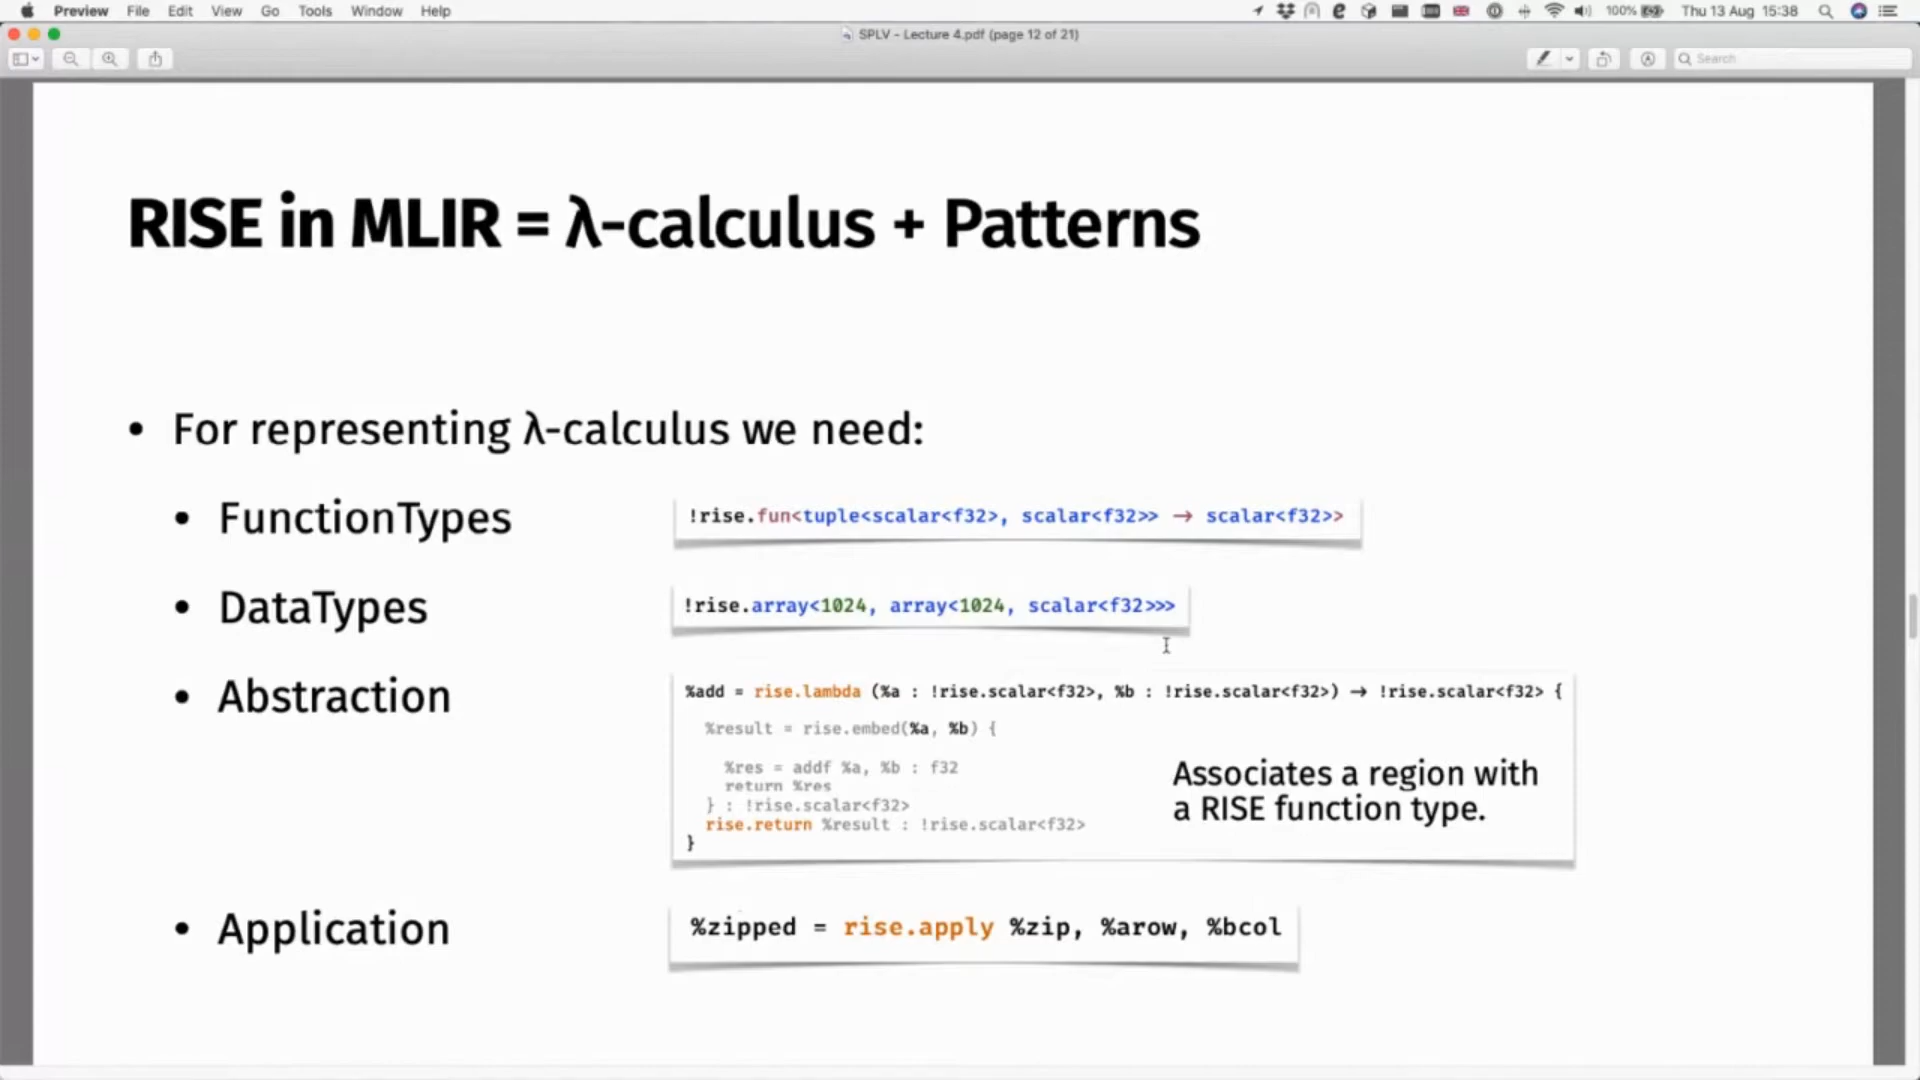 Preview File Edit View Go Tools Window Help 100% Thu 13 Aug 15:38
SPLV - Lecture 4.pdf (page 12 of 21)
Search
RISE in MLIR = λ-calculus + Patterns
• For representing λ-calculus we need:
• FunctionTypes
!rise.fun<tuple<scalar<f32>, scalar<f32>> → scalar<f32>>
• DataTypes
!rise.array<1024, array<1024, scalar<f32>>>
• Abstraction
%add = rise.lambda (%a : !rise.scalar<f32>, %b : !rise.scalar<f32>) → !rise.scalar<f32> {
%result = rise.embed(%a, %b) {
%res = addf %a, %b : f32
return %res
} : !rise.scalar<f32>
rise.return %result : !rise.scalar<f32>
}
Associates a region with
a RISE function type.
• Application
%zipped = rise.apply %zip, %arow, %bcol